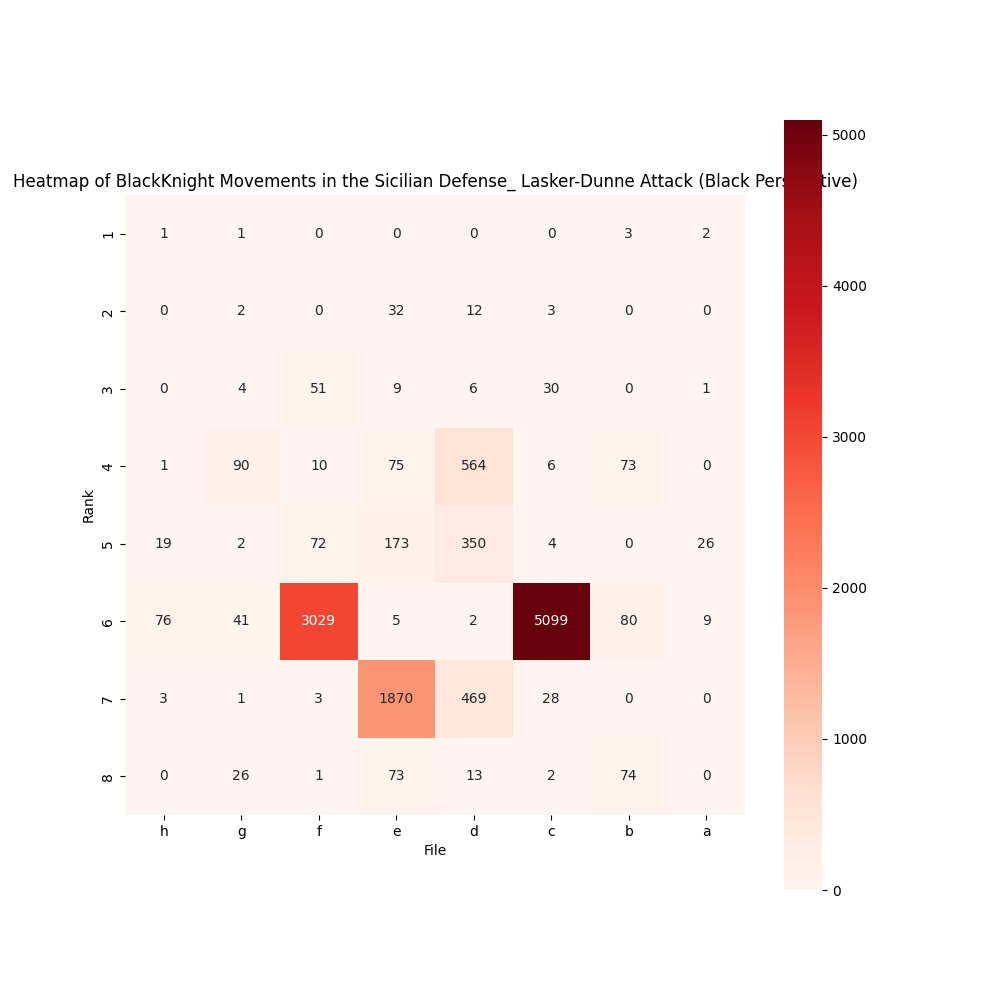 Heatmap of BlackKnight Movements in the Sicilian Defense_ Lasker-Dunne Attack (Black Pers tive)
1 1 1 0 0 0 0 3 2
2 0 2 0 32 12 3 0 0
3 0 4 51 9 6 30 0 1
4 1 90 10 75 564 6 73 0
5 19 2 72 173 350 4 0 26
6 76 41 3029 5 2 5099 80 9
7 3 1 3 1870 469 28 0 0
8 0 26 1 73 13 2 74 0
h g f e d c b a
File
Rank
5000
4000
3000
2000
1000
0